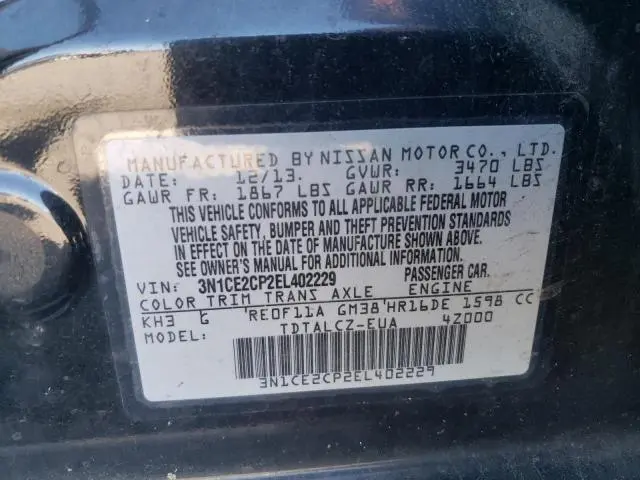 MANUFACTURED BY NISSAN MOTOR CO., LTD.
DATE: 12/13. GVWR: 3470 LBS
GAWR FR: 1867 LBS GAWR RR: 1664 LBS
THIS VEHICLE CONFORMS TO ALL APPLICABLE FEDERAL MOTOR
VEHICLE SAFETY, BUMPER AND THEFT PREVENTION STANDARDS
IN EFFECT ON THE DATE OF MANUFACTURE SHOWN ABOVE.
SEE OWNER'S MANUAL FOR ADDITIONAL INFORMATION.
VIN: 3N1CE2CP2EL402229 PASSENGER CAR.
COLOR TRIM TRANS AXLE ENGINE
KH3 G RE0F11A GM38 HR16DE 1598 CC
MODEL: TDTALCZ-EUA 42000
3N1CE2CP2EL402229